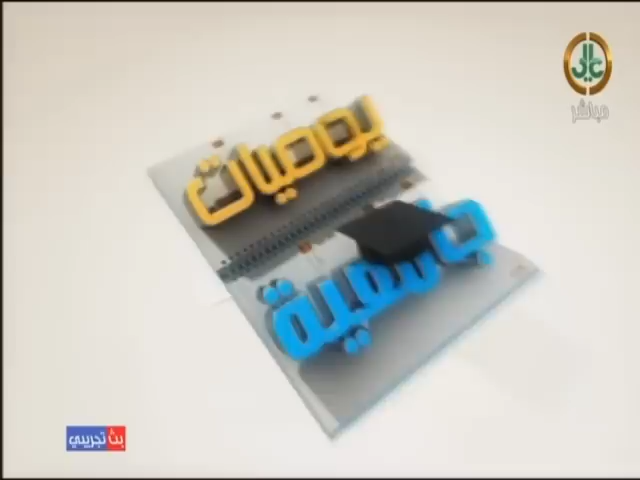 مباشر
يوميات
جامعية
بث تجريبي